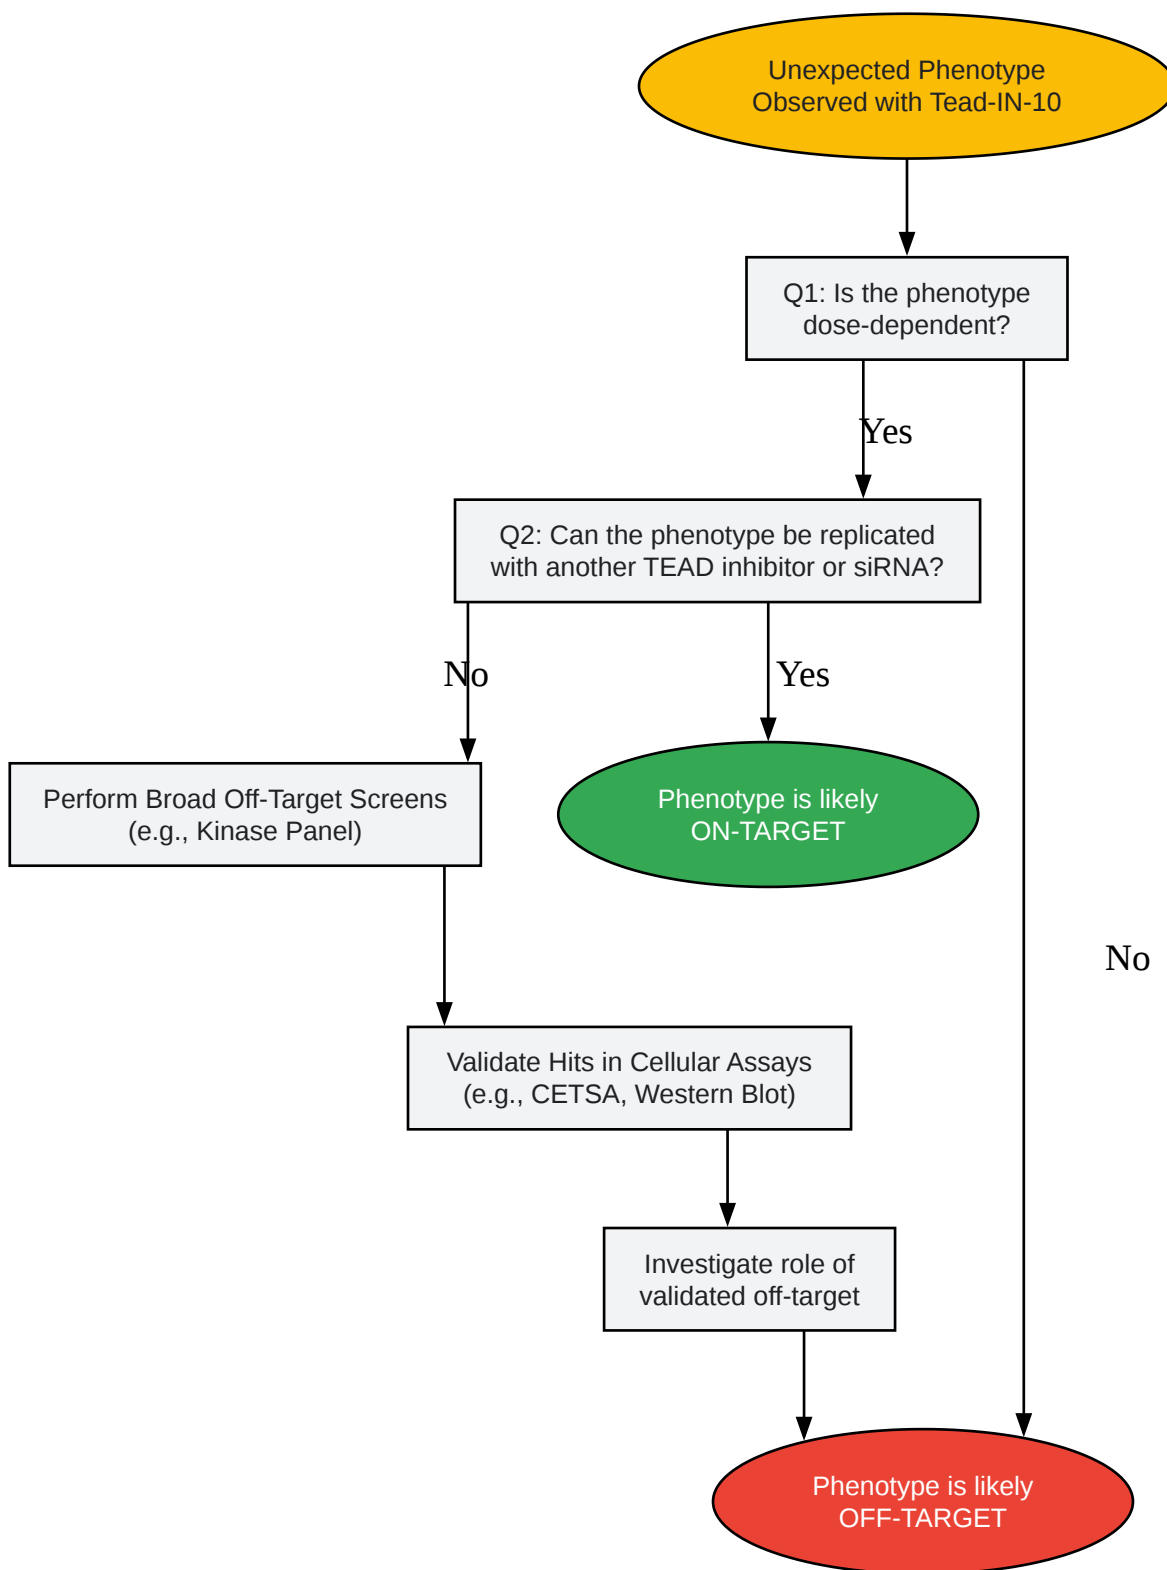 Unexpected Phenotype
Observed with Tead-IN-10
Q1: Is the phenotype
dose-dependent?
Yes
Q2: Can the phenotype be replicated
with another TEAD inhibitor or siRNA?
No
Yes
Perform Broad Off-Target Screens
(e.g., Kinase Panel)
Phenotype is likely
ON-TARGET
No
Validate Hits in Cellular Assays
(e.g., CETSA, Western Blot)
Investigate role of
validated off-target
Phenotype is likely
OFF-TARGET